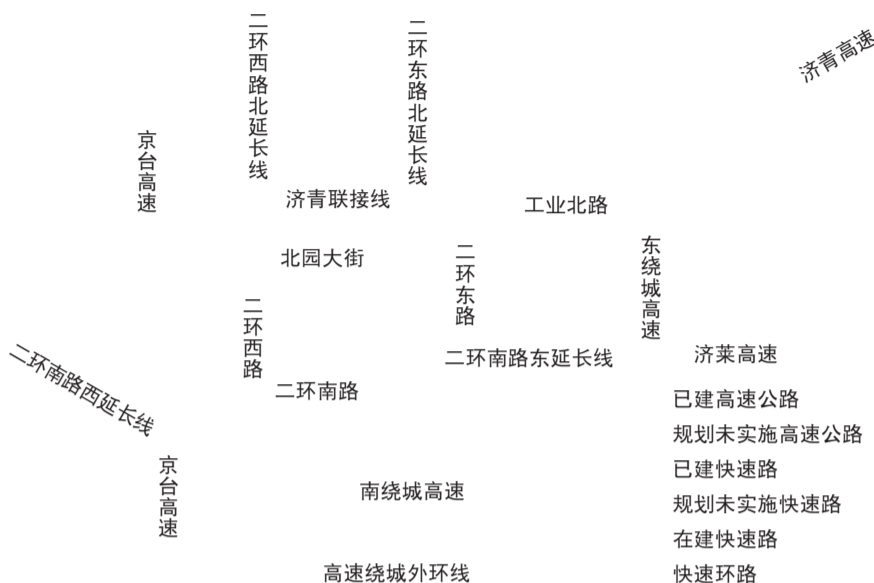 二环西路北延长线
二环东路北延长线
济青高速
京台高速
济青联接线
工业北路
北园大街
二环东路
东绕城高速
二环西路
二环南路东延长线
济莱高速
二环南路西延长线
二环南路
已建高速公路
规划未实施高速公路
京台高速
已建快速路
南绕城高速
规划未实施快速路
在建快速路
高速绕城外环线
快速环路